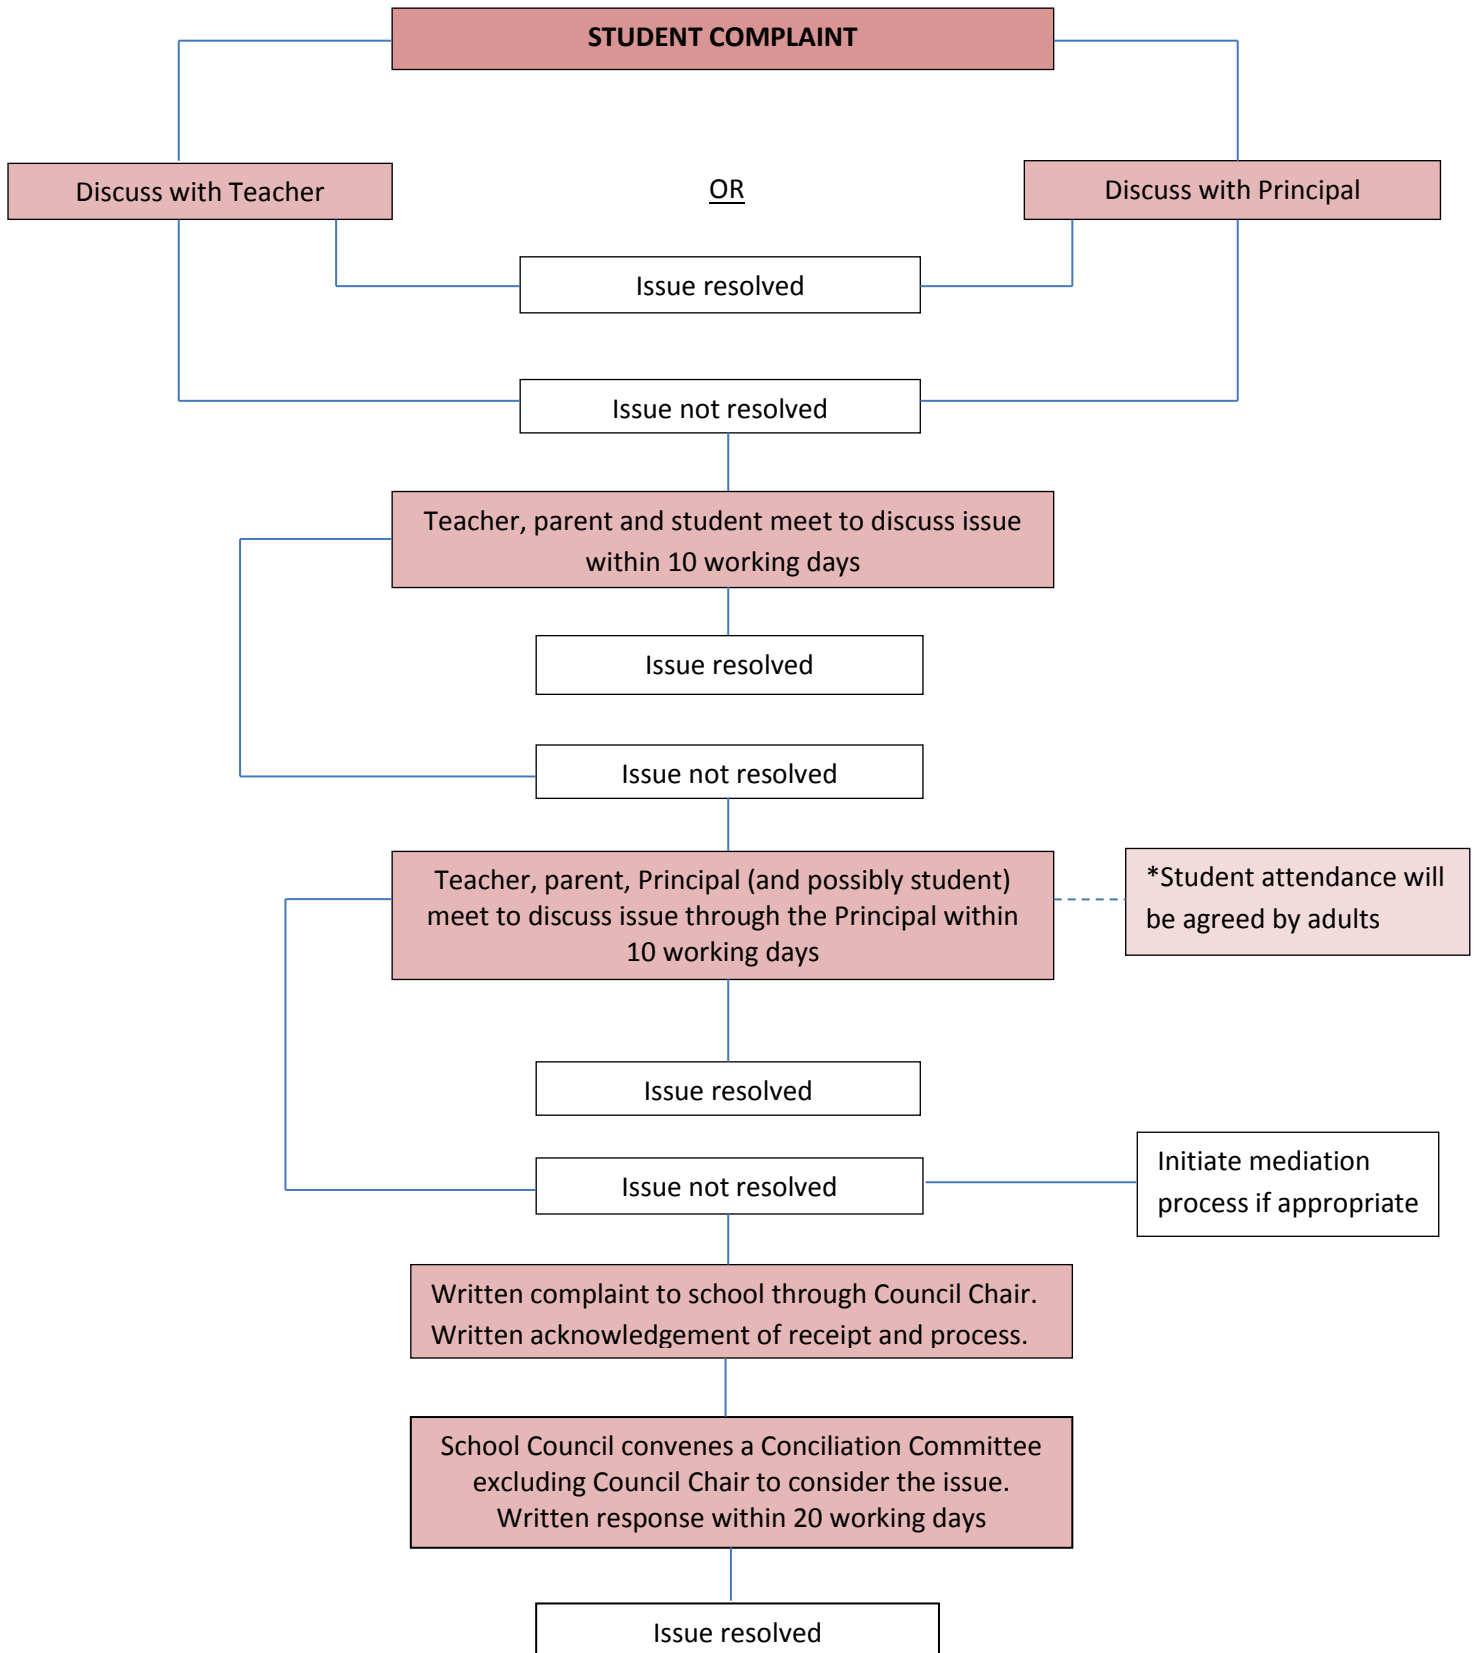 STUDENT COMPLAINT
Discuss with Teacher
OR
Discuss with Principal
Issue resolved
Issue not resolved
Teacher, parent and student meet to discuss issue
within 10 working days
Issue resolved
Issue not resolved
Teacher, parent, Principal (and possibly student)
meet to discuss issue through the Principal within
10 working days
*Student attendance will
be agreed by adults
Issue resolved
Issue not resolved
Initiate mediation
process if appropriate
Written complaint to school through Council Chair.
Written acknowledgement of receipt and process.
School Council convenes a Conciliation Committee
excluding Council Chair to consider the issue.
Written response within 20 working days
Issue resolved